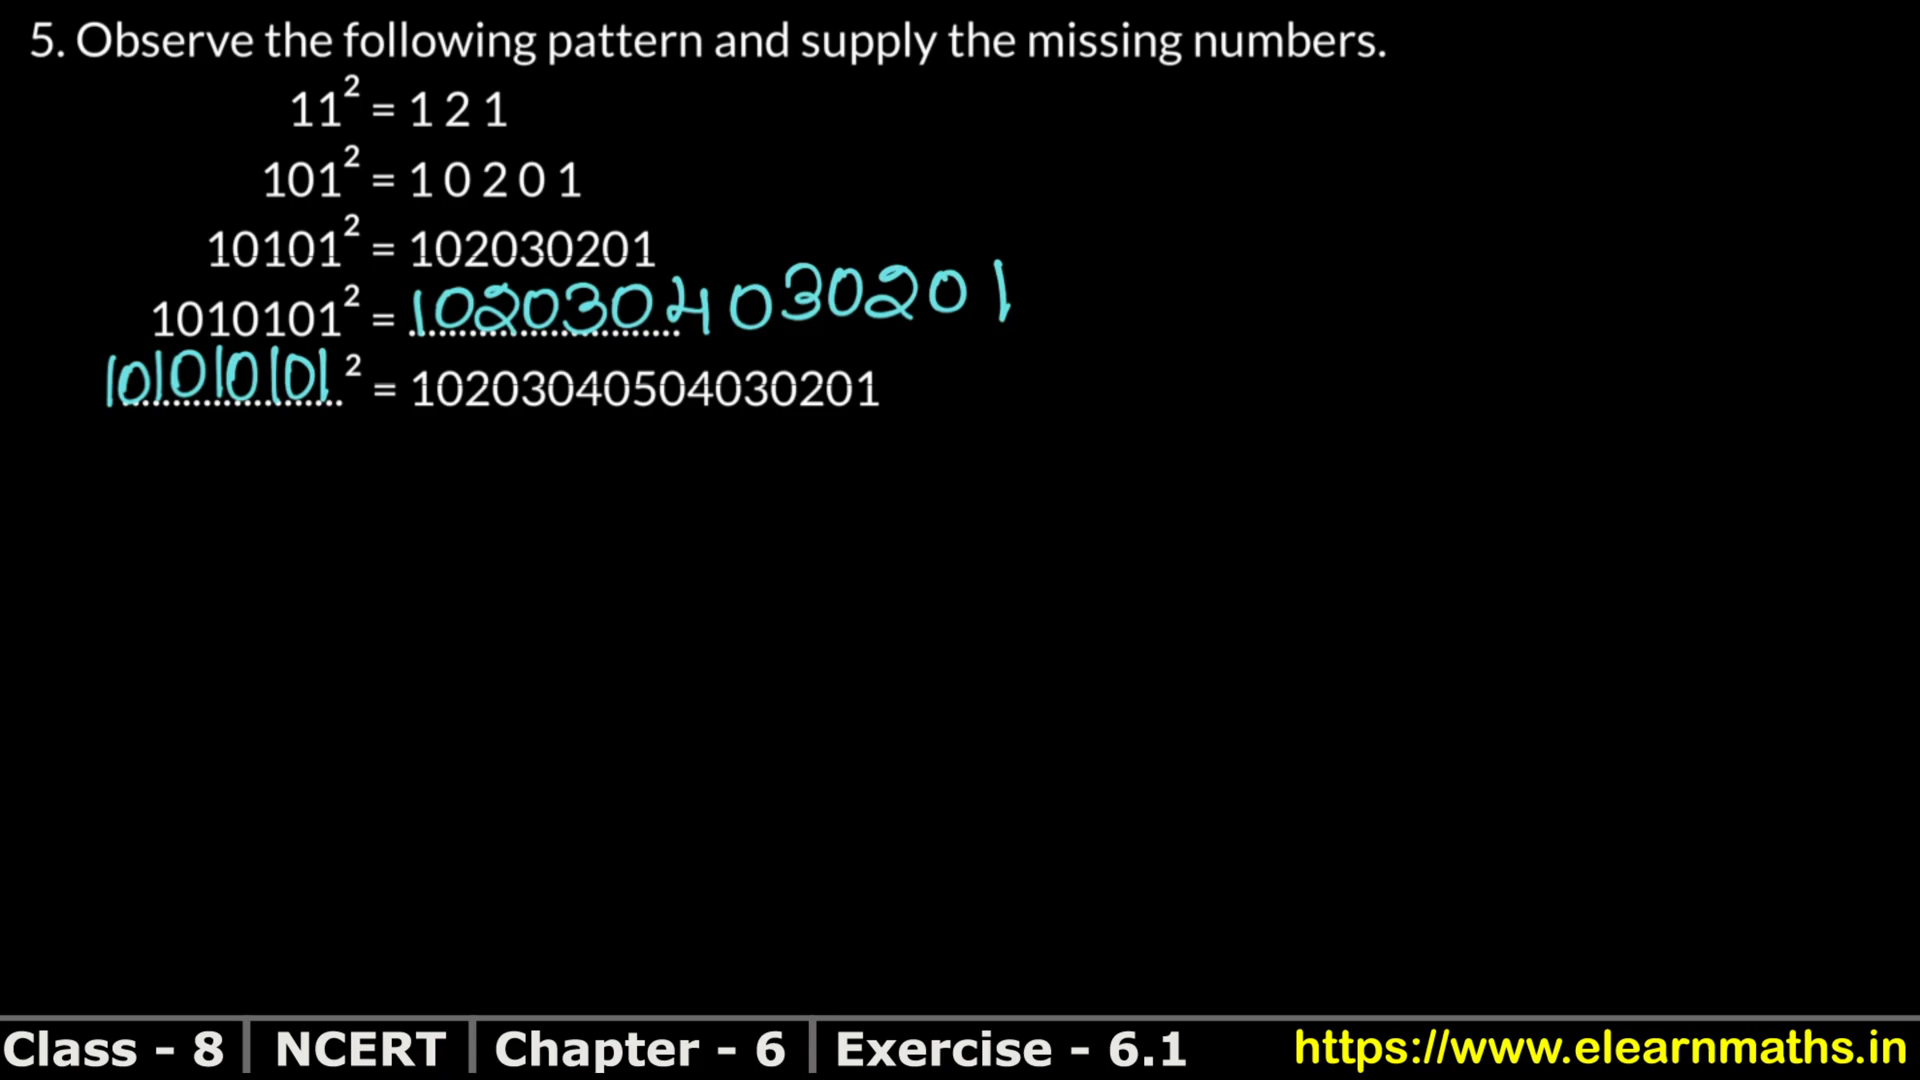 5. Observe the following pattern and supply the missing numbers.
11² = 1 2 1
101² = 1 0 2 0 1
10101² = 102030201
1010101² = 1020304030201
101010101² = 10203040504030201
Class - 8 | NCERT | Chapter - 6 | Exercise - 6.1 https://www.elearnmaths.in